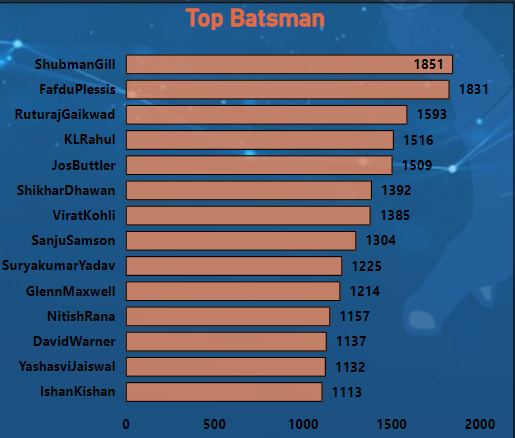 Top Batsman
ShubmanGill 1851
FafduPlessis 1831
RuturajGaikwad 1593
KLRahul 1516
JosButtler 1509
ShikharDhawan 1392
ViratKohli 1385
SanjuSamson 1304
SuryakumarYadav 1225
GlennMaxwell 1214
NitishRana 1157
DavidWarner 1137
YashasviJaiswal 1132
IshanKishan 1113
0 500 1000 1500 2000